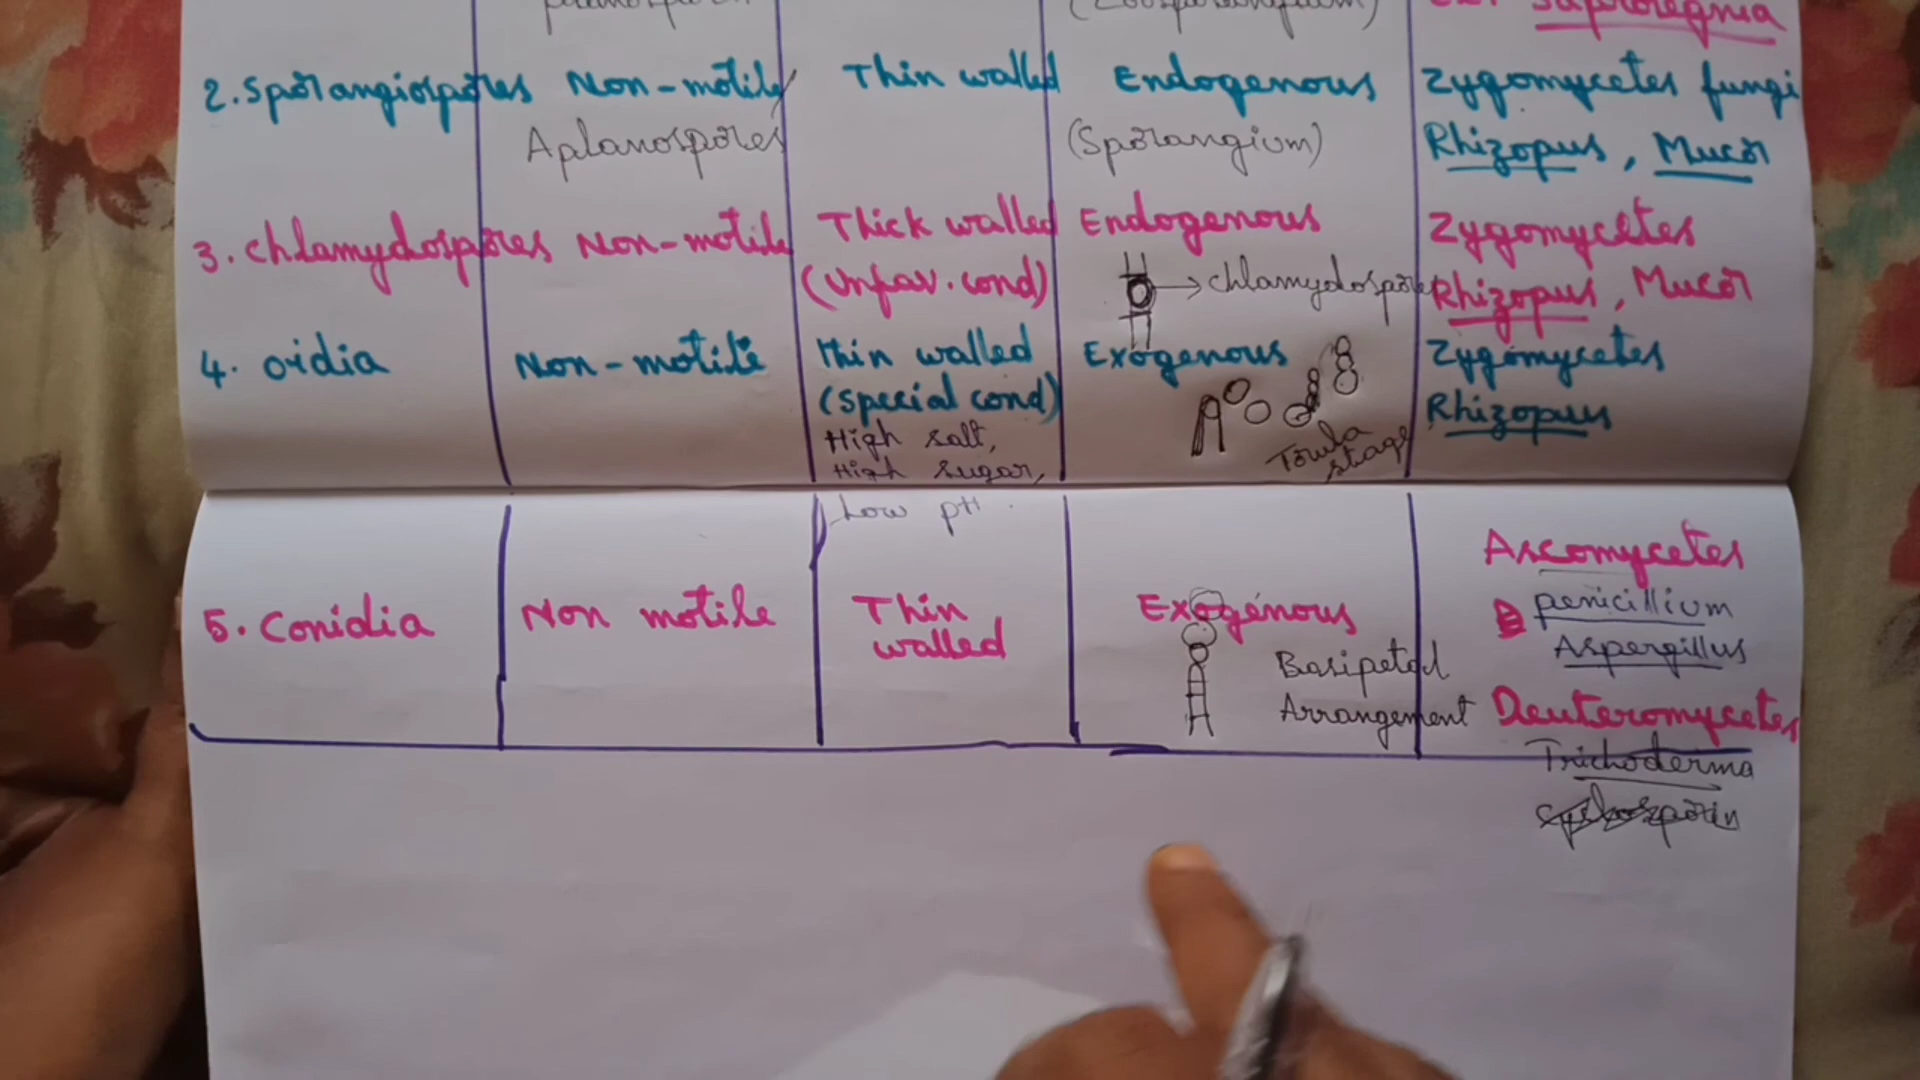 Saprolegnia
2. Sporangiospores Non-motile Thin walled Endogenous Zygomycetes fungi
Aplanospores (Sporangium) Rhizopus, Mucor
3. Chlamydospores Non-motile Thick walled Endogenous Zygomycetes
(Unfav. cond) → chlamydospore Rhizopus, Mucor
4. oidia Non-motile thin walled Exogenous Zygomycetes
(special cond) Rhizopus
High salt, Torula
High sugar, stage
Low pH.
Ascomycetes
5. Conidia Non motile Thin Exogenous penicillium
walled Basipetal Aspergillus
Arrangement Deuteromycetes
Trichoderma